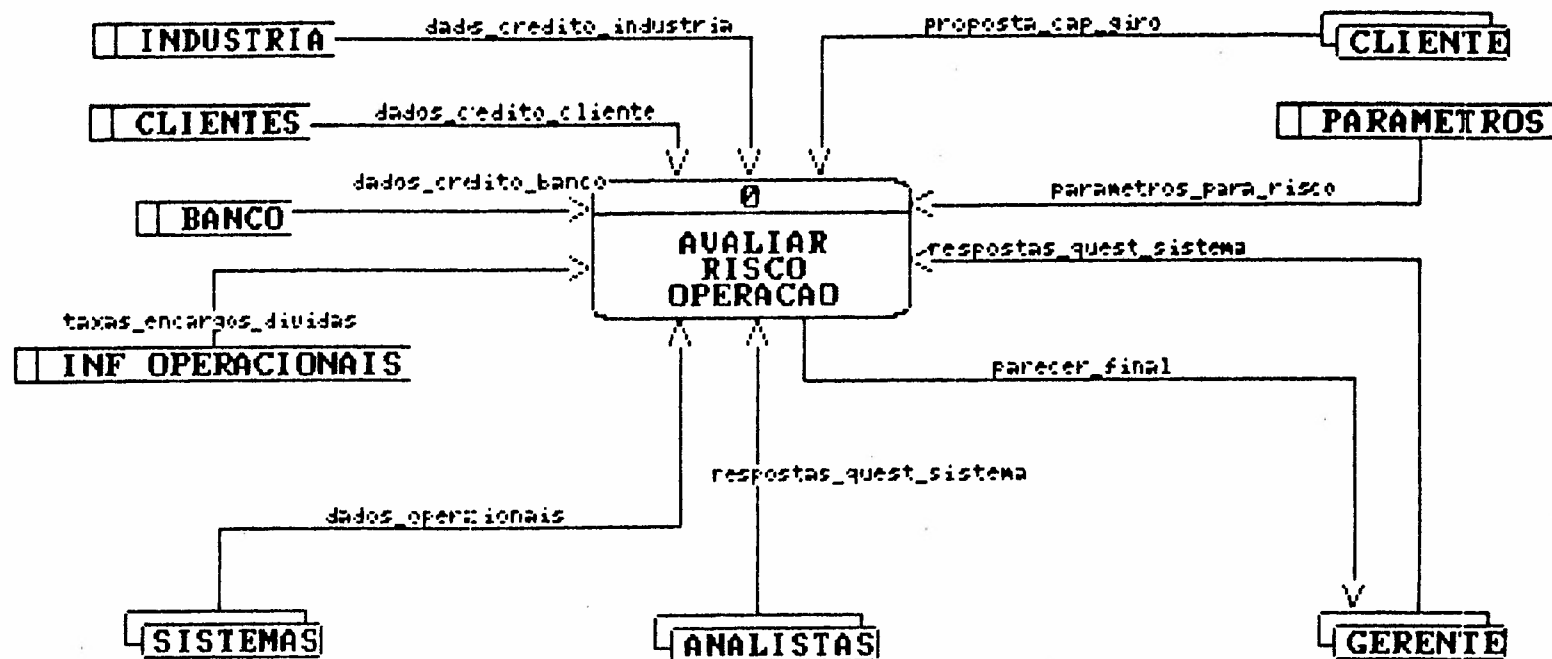 INDUSTRIA
dads_credito_industria
proposta_cap_giro
CLIENTE
CLIENTES
dados_credito_cliente
PARAMETROS
dados_credito_banco
BANCO
0
parametros_para_risco
AVALIAR
RISCO
OPERACAO
respostas_quest_sistema
taxas_encargos_dividas
INF OPERACIONAIS
parecer_final
respostas_quest_sistema
dados_operacionais
SISTEMAS
ANALISTAS
GERENTE